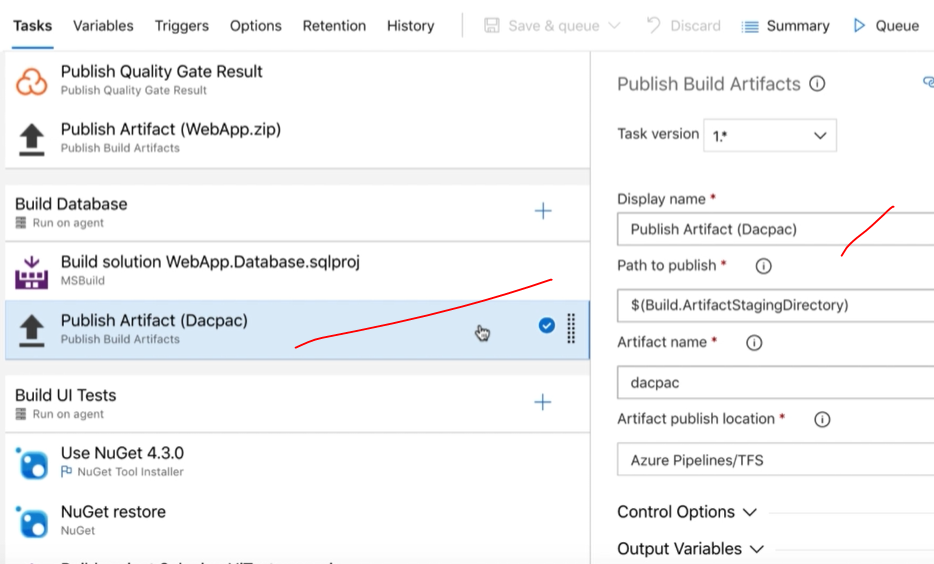 Tasks Variables Triggers Options Retention History Save & queue Discard Summary Queue
Publish Quality Gate Result
Publish Quality Gate Result
Publish Artifact (WebApp.zip)
Publish Build Artifacts
Build Database
Run on agent
Build solution WebApp.Database.sqlproj
MSBuild
Publish Artifact (Dacpac)
Publish Build Artifacts
Build UI Tests
Run on agent
Use NuGet 4.3.0
NuGet Tool Installer
NuGet restore
NuGet
Publish Build Artifacts
Task version 1.*
Display name *
Publish Artifact (Dacpac)
Path to publish *
$(Build.ArtifactStagingDirectory)
Artifact name *
dacpac
Artifact publish location *
Azure Pipelines/TFS
Control Options
Output Variables